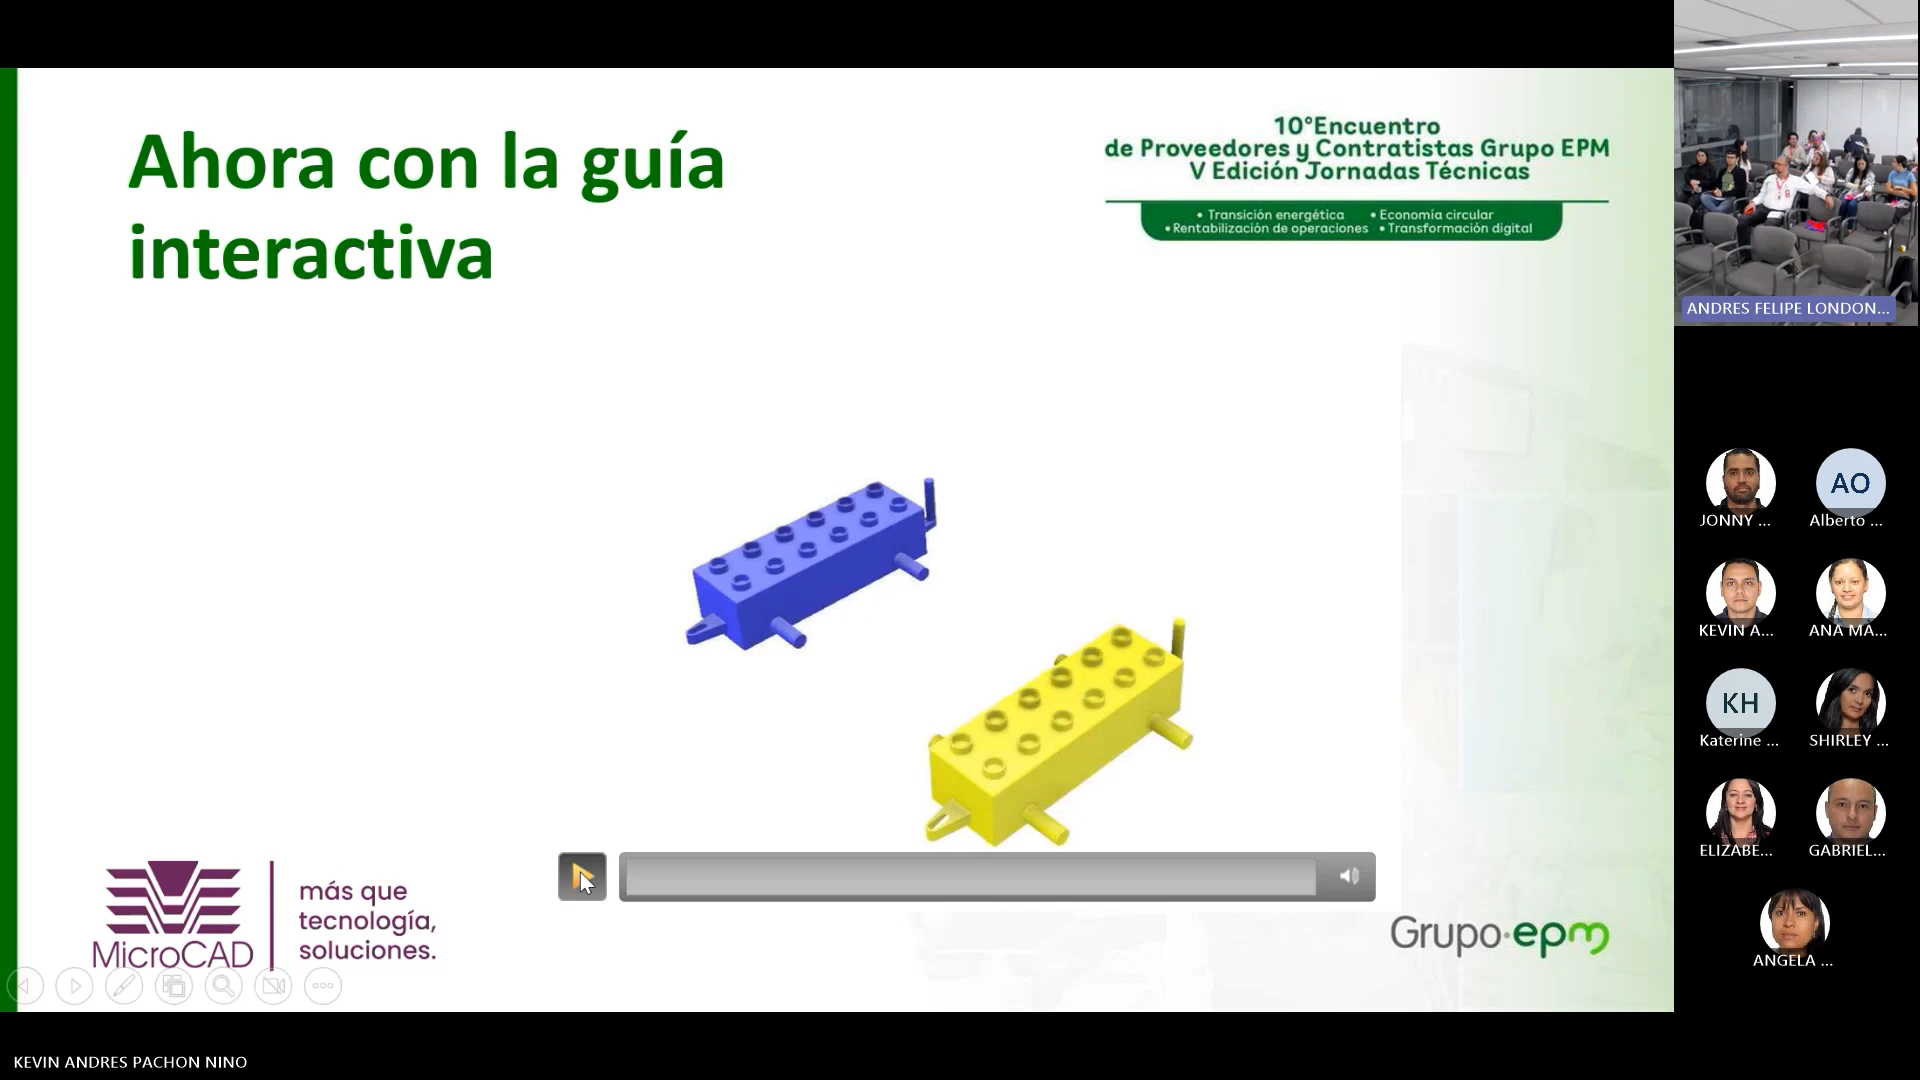 Ahora con la guía
interactiva
10°Encuentro
de Proveedores y Contratistas Grupo EPM
V Edición Jornadas Técnicas
• Transición energética • Economía circular
• Rentabilización de operaciones • Transformación digital
MicroCAD
más que
tecnología,
soluciones.
Grupo·epm
ANDRES FELIPE LONDON...
JONNY ...
AO
Alberto ...
KEVIN A...
ANA MA...
KH
Katerine ...
SHIRLEY ...
ELIZABE...
GABRIEL...
ANGELA ...
KEVIN ANDRES PACHON NINO